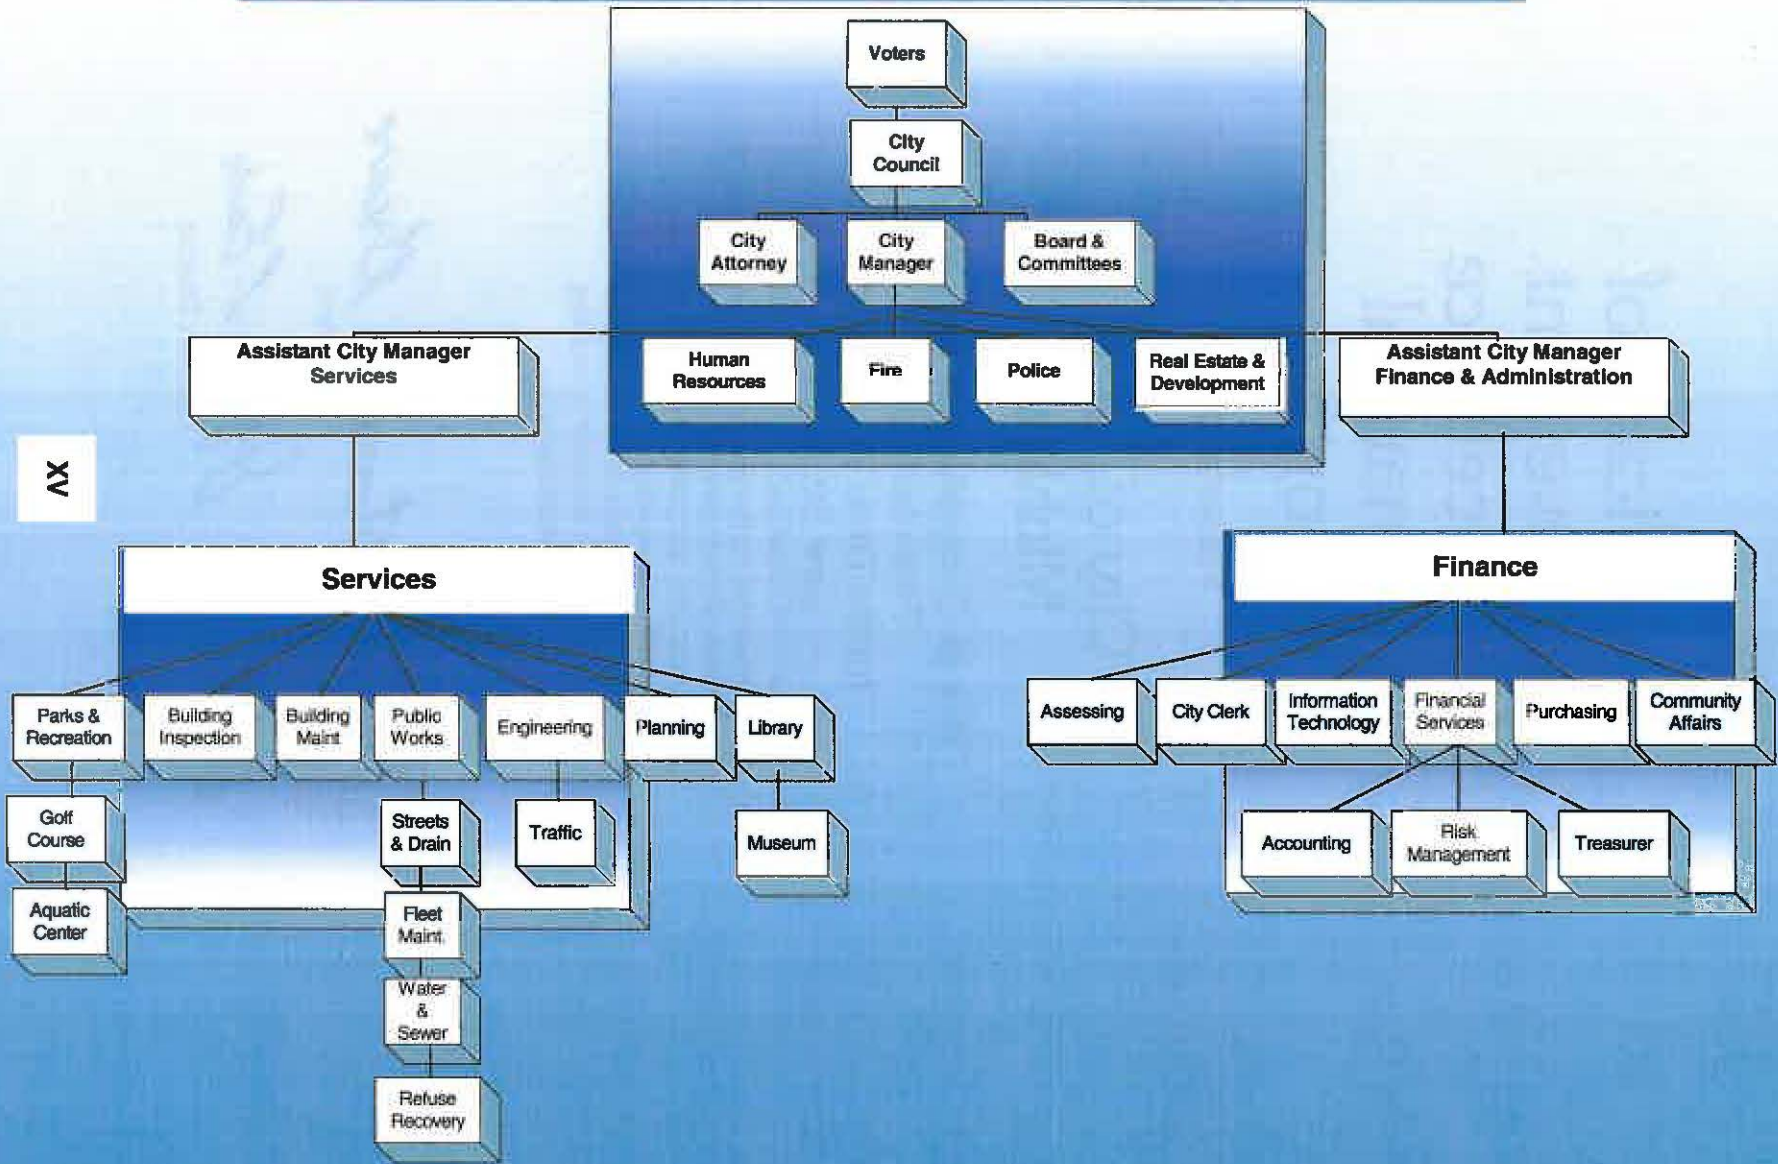 Voters
City
Council
City
Attorney
City
Manager
Board &
Committees
Assistant City Manager
Services
Human
Resources
Fire
Police
Real Estate &
Development
Assistant City Manager
Finance & Administration
XV
Services
Finance
Parks &
Recreation
Building
Inspection
Building
Maint
Public
Works
Engineering
Planning
Library
Assessing
City Clerk
Information
Technology
Financial
Services
Purchasing
Community
Affairs
Golf
Course
Streets
& Drain
Traffic
Museum
Accounting
Risk
Management
Treasurer
Aquatic
Center
Fleet
Maint.
Water
&
Sewer
Refuse
Recovery